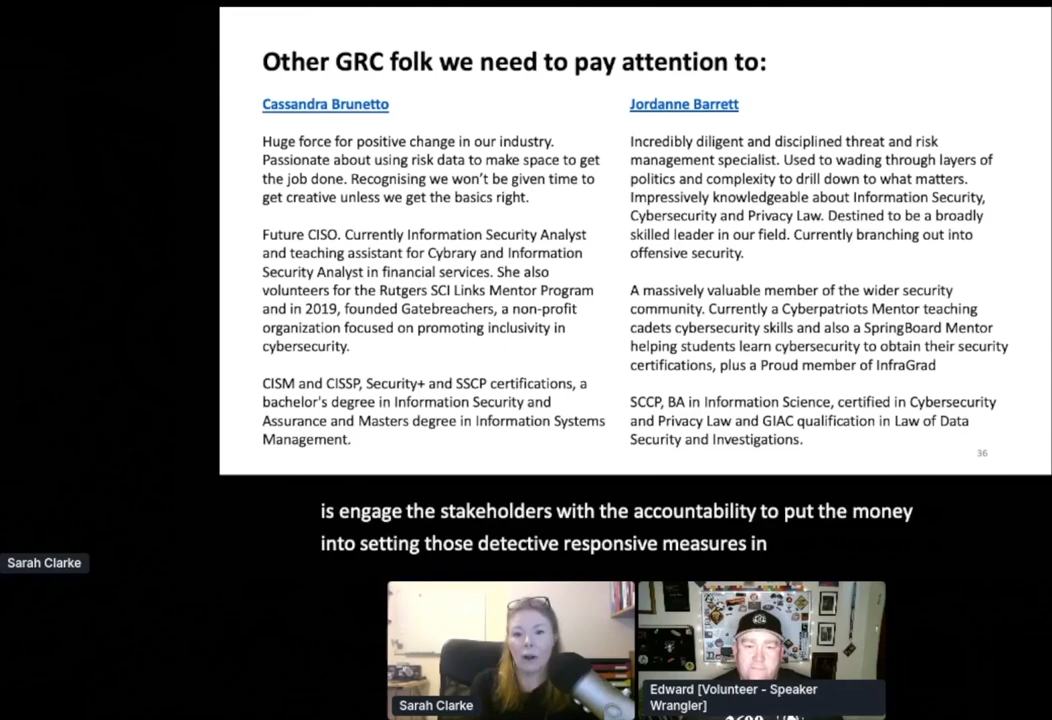 Other GRC folk we need to pay attention to:
Cassandra Brunetto
Huge force for positive change in our industry.
Passionate about using risk data to make space to get
the job done. Recognising we won't be given time to
get creative unless we get the basics right.
Future CISO. Currently Information Security Analyst
and teaching assistant for Cybrary and Information
Security Analyst in financial services. She also
volunteers for the Rutgers SCI Links Mentor Program
and in 2019, founded Gatebreachers, a non-profit
organization focused on promoting inclusivity in
cybersecurity.
CISM and CISSP, Security+ and SSCP certifications, a
bachelor's degree in Information Security and
Assurance and Masters degree in Information Systems
Management.
Jordanne Barrett
Incredibly diligent and disciplined threat and risk
management specialist. Used to wading through layers of
politics and complexity to drill down to what matters.
Impressively knowledgeable about Information Security,
Cybersecurity and Privacy Law. Destined to be a broadly
skilled leader in our field. Currently branching out into
offensive security.
A massively valuable member of the wider security
community. Currently a Cyberpatriots Mentor teaching
cadets cybersecurity skills and also a SpringBoard Mentor
helping students learn cybersecurity to obtain their security
certifications, plus a Proud member of InfraGrad
SCCP, BA in Information Science, certified in Cybersecurity
and Privacy Law and GIAC qualification in Law of Data
Security and Investigations.
36
is engage the stakeholders with the accountability to put the money
into setting those detective responsive measures in
Sarah Clarke
Sarah Clarke
Edward [Volunteer - Speaker
Wrangler]